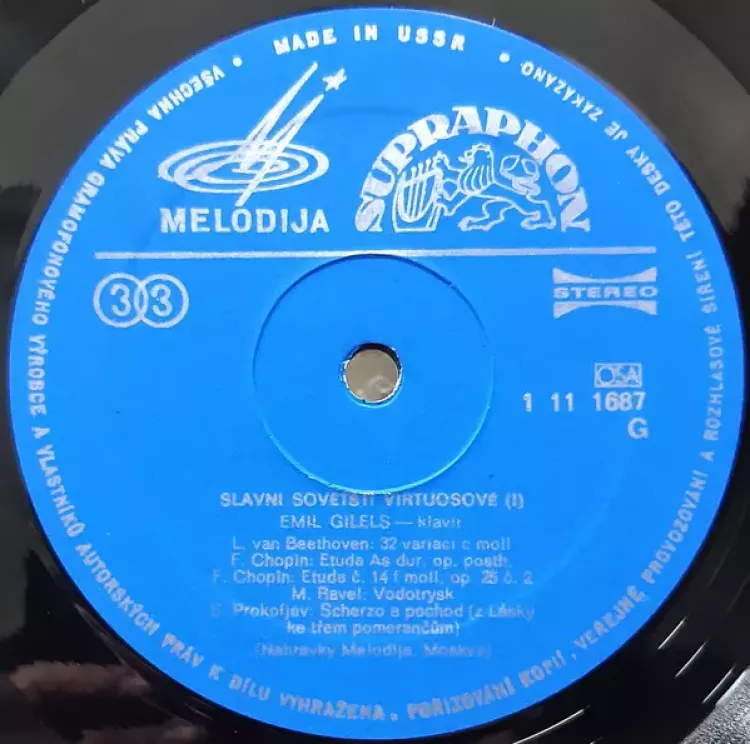 MADE IN USSR
VŠECHNA PRÁVA GRAMOFONOVÉHO VÝROBCE A VLASTNÍKŮ AUTORSKÝCH PRÁV K DÍLU VYHRAŽENA. POŘIZOVÁNÍ KOPIÍ, VEŘEJNÉ PROVOZOVÁNÍ A ROZHLASOVÉ ŠÍŘENÍ TÉTO DESKY JE ZAKÁZÁNO
MELODIJA
SUPRAPHON
33
STEREO
OSA
1 11 1687
G
SLAVNÍ SOVĚTŠTÍ VIRTUOSOVÉ (I)
EMIL GILELS — klavír
L. van Beethoven: 32 variací c moll
F. Chopin: Etuda As dur, op. posth.
F. Chopin: Etuda č. 14 f moll, op. 25 č. 2
M. Ravel: Vodotrysk
S. Prokofjev: Scherzo a pochod (z Lásky
ke třem pomerančům)
(Nahrávky Melodija, Moskva)